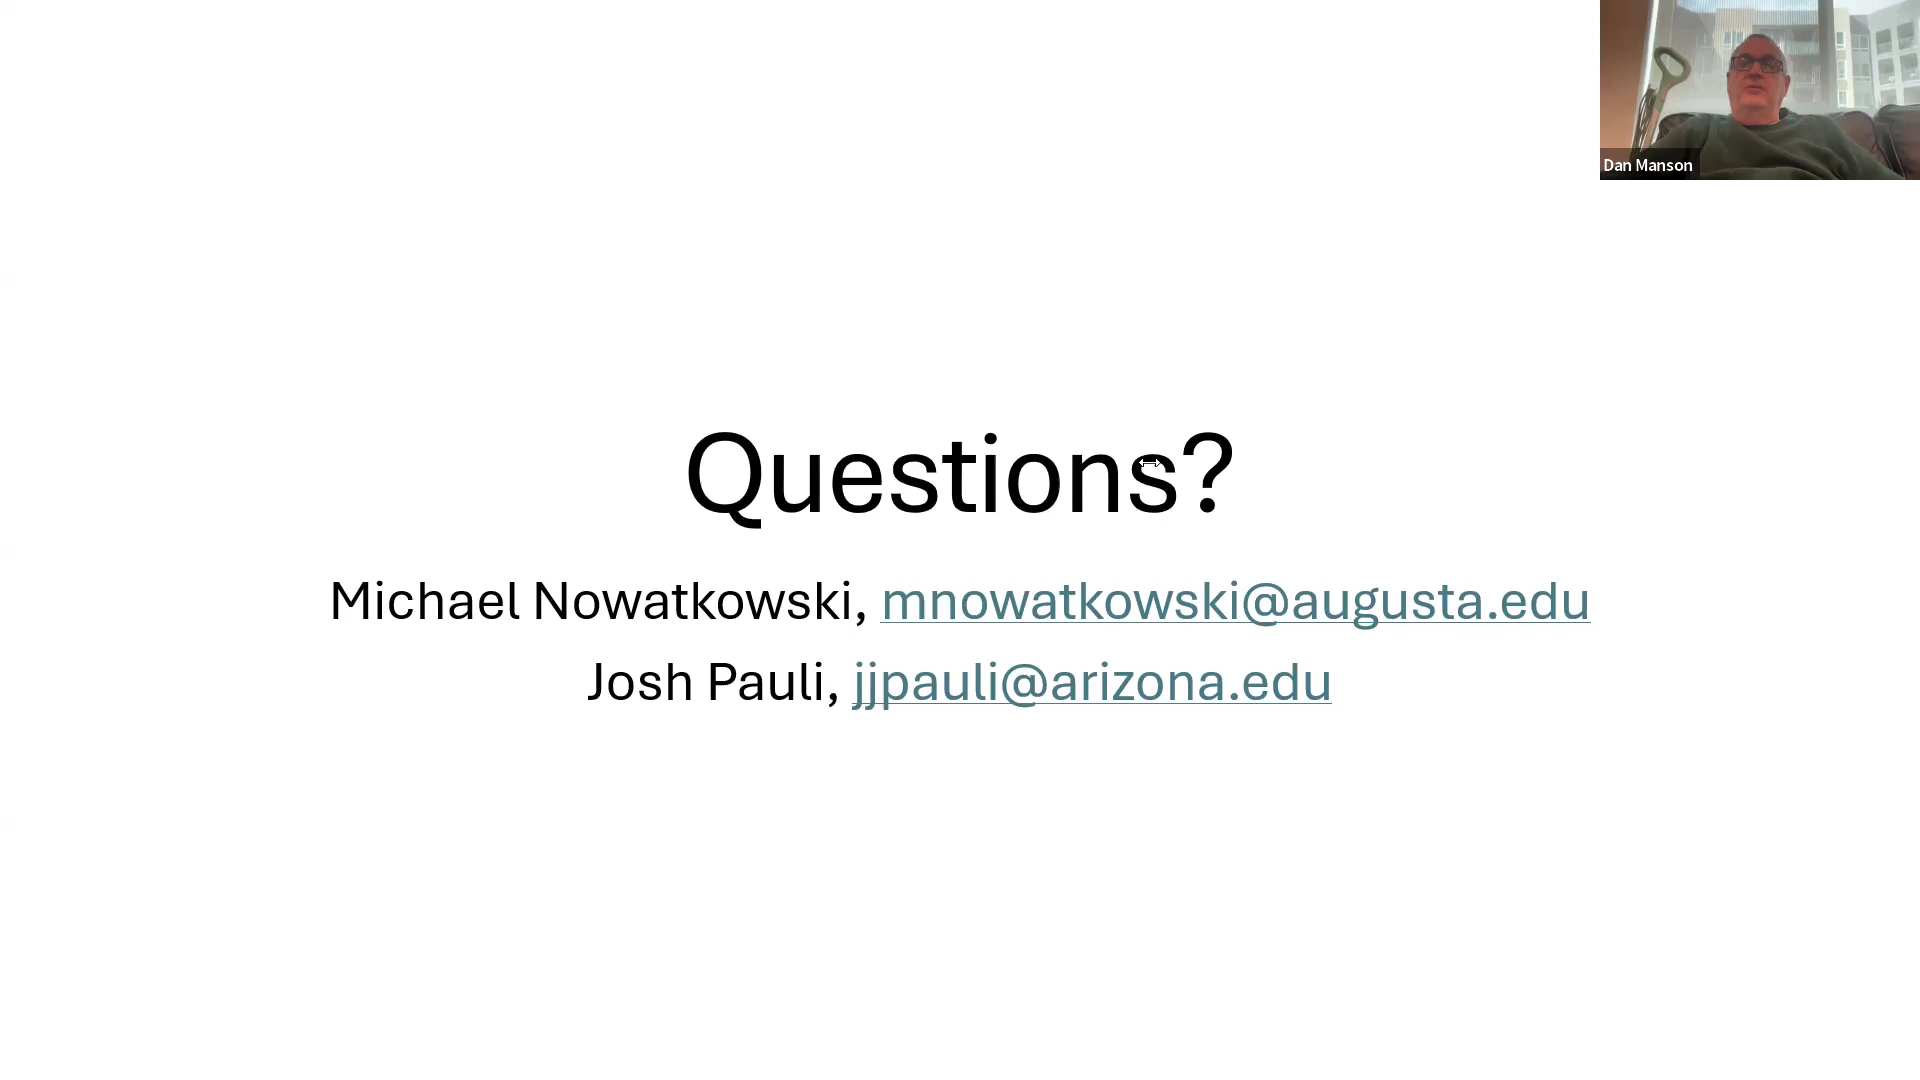 Dan Manson
Questions?
Michael Nowatkowski, mnowatkowski@augusta.edu
Josh Pauli, jjpauli@arizona.edu